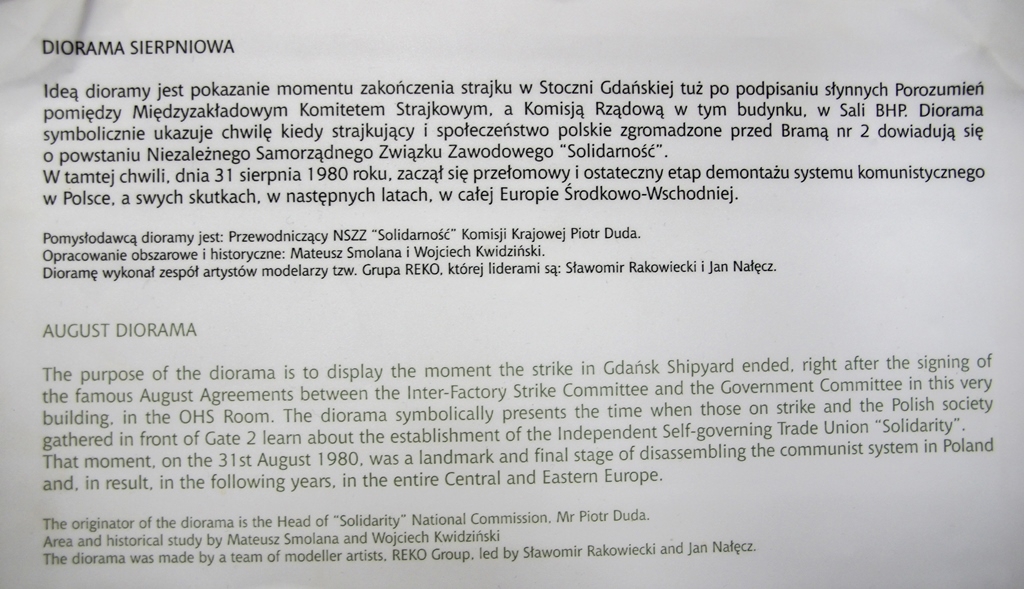 DIORAMA SIERPNIOWA
Ideą dioramy jest pokazanie momentu zakończenia strajku w Stoczni Gdańskiej tuż po podpisaniu słynnych Porozumień
pomiędzy Międzyzakładowym Komitetem Strajkowym, a Komisją Rządową w tym budynku, w Sali BHP. Diorama
symbolicznie ukazuje chwilę kiedy strajkujący i społeczeństwo polskie zgromadzone przed Bramą nr 2 dowiadują się
o powstaniu Niezależnego Samorządnego Związku Zawodowego "Solidarność".
W tamtej chwili, dnia 31 sierpnia 1980 roku, zaczął się przełomowy i ostateczny etap demontażu systemu komunistycznego
w Polsce, a swych skutkach, w następnych latach, w całej Europie Środkowo-Wschodniej.
Pomysłodawcą dioramy jest: Przewodniczący NSZZ "Solidarność" Komisji Krajowej Piotr Duda.
Opracowanie obszarowe i historyczne: Mateusz Smolana i Wojciech Kwidziński.
Dioramę wykonał zespół artystów modelarzy tzw. Grupa REKO, której liderami są: Sławomir Rakowiecki i Jan Nałęcz.
AUGUST DIORAMA
The purpose of the diorama is to display the moment the strike in Gdańsk Shipyard ended, right after the signing of
the famous August Agreements between the Inter-Factory Strike Committee and the Government Committee in this very
building, in the OHS Room. The diorama symbolically presents the time when those on strike and the Polish society
gathered in front of Gate 2 learn about the establishment of the Independent Self-governing Trade Union "Solidarity".
That moment, on the 31st August 1980, was a landmark and final stage of disassembling the communist system in Poland
and, in result, in the following years, in the entire Central and Eastern Europe.
The originator of the diorama is the Head of "Solidarity" National Commission, Mr Piotr Duda.
Area and historical study by Mateusz Smolana and Wojciech Kwidziński
The diorama was made by a team of modeller artists, REKO Group, led by Sławomir Rakowiecki and Jan Nałęcz.